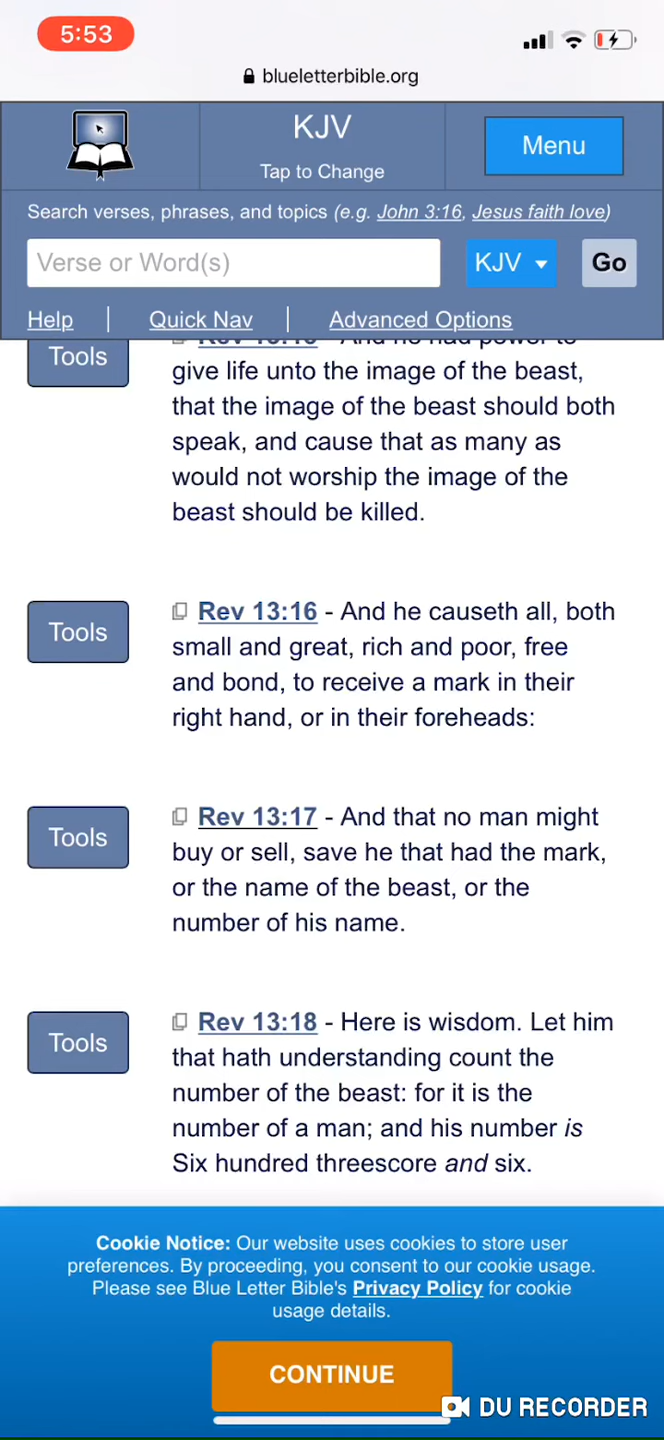 5:53
blueletterbible.org
KJV
Tap to Change
Menu
Search verses, phrases, and topics (e.g. John 3:16, Jesus faith love)
Verse or Word(s)
KJV
Go
Help
Quick Nav
Advanced Options
Tools
And he had power to
give life unto the image of the beast,
that the image of the beast should both
speak, and cause that as many as
would not worship the image of the
beast should be killed.
Tools
Rev 13:16 - And he causeth all, both
small and great, rich and poor, free
and bond, to receive a mark in their
right hand, or in their foreheads:
Tools
Rev 13:17 - And that no man might
buy or sell, save he that had the mark,
or the name of the beast, or the
number of his name.
Tools
Rev 13:18 - Here is wisdom. Let him
that hath understanding count the
number of the beast: for it is the
number of a man; and his number is
Six hundred threescore and six.
Cookie Notice: Our website uses cookies to store user
preferences. By proceeding, you consent to our cookie usage.
Please see Blue Letter Bible's Privacy Policy for cookie
usage details.
CONTINUE
DU RECORDER